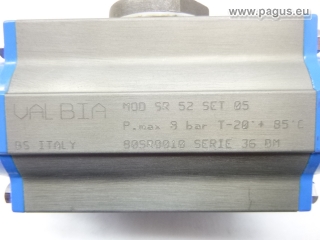 www.pagus.eu
VALBIA MOD SR 52 SET 05
P.max 8 bar T-20°+ 85°C
BS ITALY 80SR0010 SERIE 36 BM